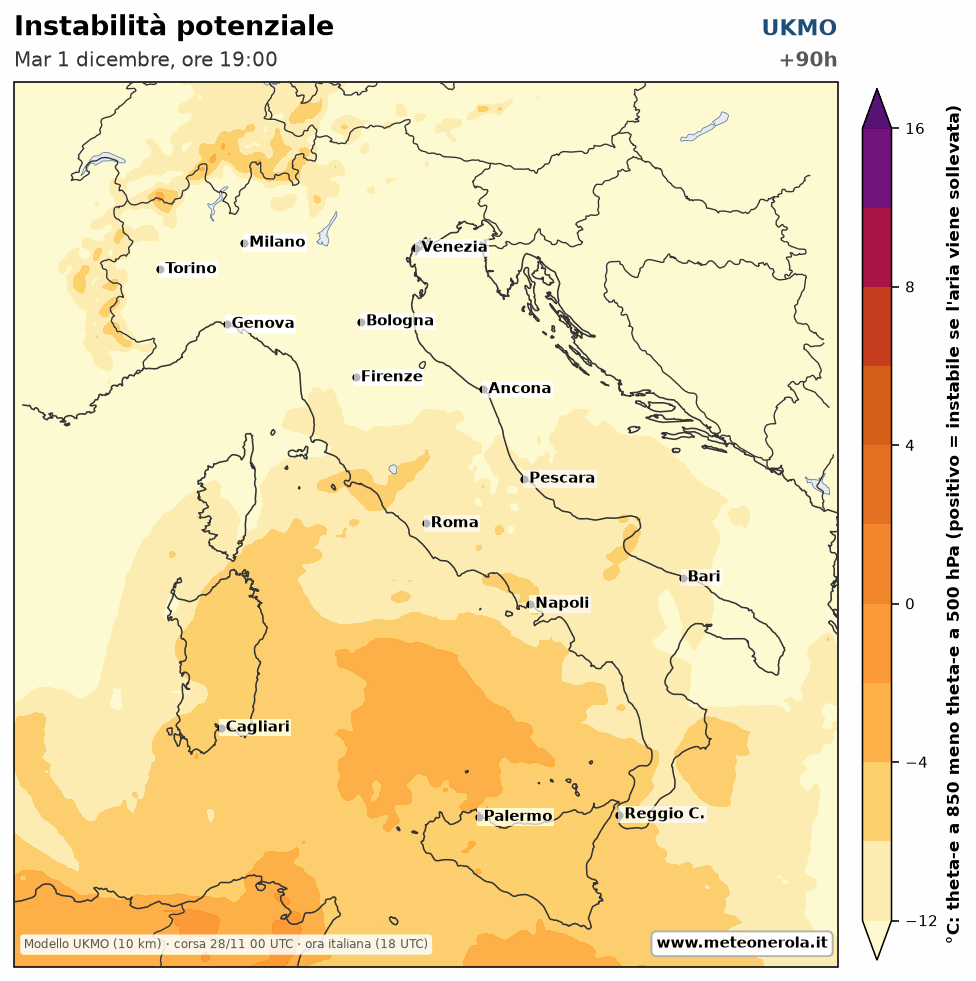 Instabilità potenziale
UKMO
Mar 1 dicembre, ore 19:00
+90h
Milano
Venezia
Torino
Genova
Bologna
Firenze
Ancona
Pescara
Roma
Bari
Napoli
Cagliari
Palermo
Reggio C.
16
8
4
0
−4
−12
°C: theta-e a 850 meno theta-e a 500 hPa (positivo = instabile se l'aria viene sollevata)
Modello UKMO (10 km) · corsa 28/11 00 UTC · ora italiana (18 UTC)
www.meteonerola.it